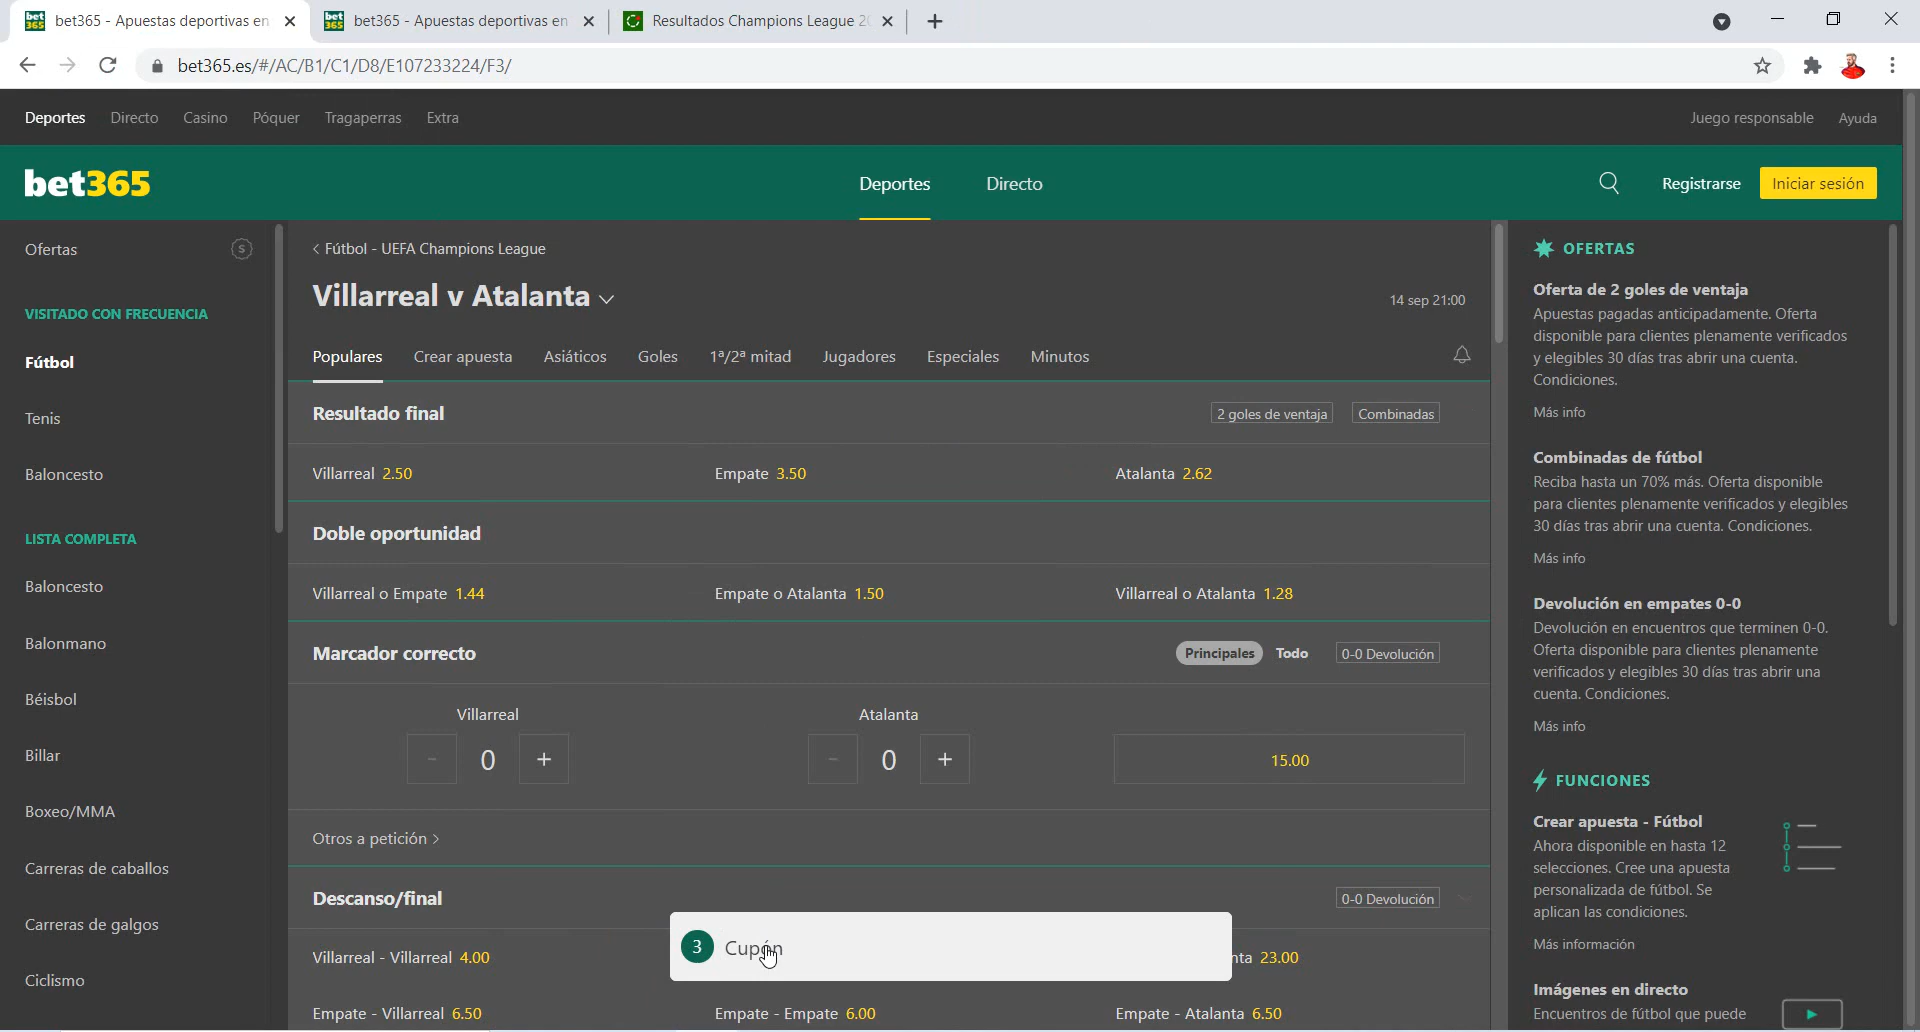 bet365 - Apuestas deportivas en
bet365 - Apuestas deportivas en
Resultados Champions League 2
bet365.es/#/AC/B1/C1/D8/E107233224/F3/
Deportes Directo Casino Póquer Tragaperras Extra
Juego responsable Ayuda
bet365
Deportes Directo
Registrarse Iniciar sesión
Ofertas
S
VISITADO CON FRECUENCIA
Fútbol
Tenis
Baloncesto
LISTA COMPLETA
Baloncesto
Balonmano
Béisbol
Billar
Boxeo/MMA
Carreras de caballos
Carreras de galgos
Ciclismo
< Fútbol - UEFA Champions League
Villarreal v Atalanta
14 sep 21:00
Populares Crear apuesta Asiáticos Goles 1ª/2ª mitad Jugadores Especiales Minutos
Resultado final
2 goles de ventaja Combinadas
Villarreal 2.50 Empate 3.50 Atalanta 2.62
Doble oportunidad
Villarreal o Empate 1.44 Empate o Atalanta 1.50 Villarreal o Atalanta 1.28
Marcador correcto
Principales Todo 0-0 Devolución
Villarreal Atalanta
- 0 + - 0 + 15.00
Otros a petición >
Descanso/final
0-0 Devolución
3 Cupón
Villarreal - Villarreal 4.00 nta 23.00
Empate - Villarreal 6.50 Empate - Empate 6.00 Empate - Atalanta 6.50
OFERTAS
Oferta de 2 goles de ventaja
Apuestas pagadas anticipadamente. Oferta
disponible para clientes plenamente verificados
y elegibles 30 días tras abrir una cuenta.
Condiciones.
Más info
Combinadas de fútbol
Reciba hasta un 70% más. Oferta disponible
para clientes plenamente verificados y elegibles
30 días tras abrir una cuenta. Condiciones.
Más info
Devolución en empates 0-0
Devolución en encuentros que terminen 0-0.
Oferta disponible para clientes plenamente
verificados y elegibles 30 días tras abrir una
cuenta. Condiciones.
Más info
FUNCIONES
Crear apuesta - Fútbol
Ahora disponible en hasta 12
selecciones. Cree una apuesta
personalizada de fútbol. Se
aplican las condiciones.
Más información
Imágenes en directo
Encuentros de fútbol que puede